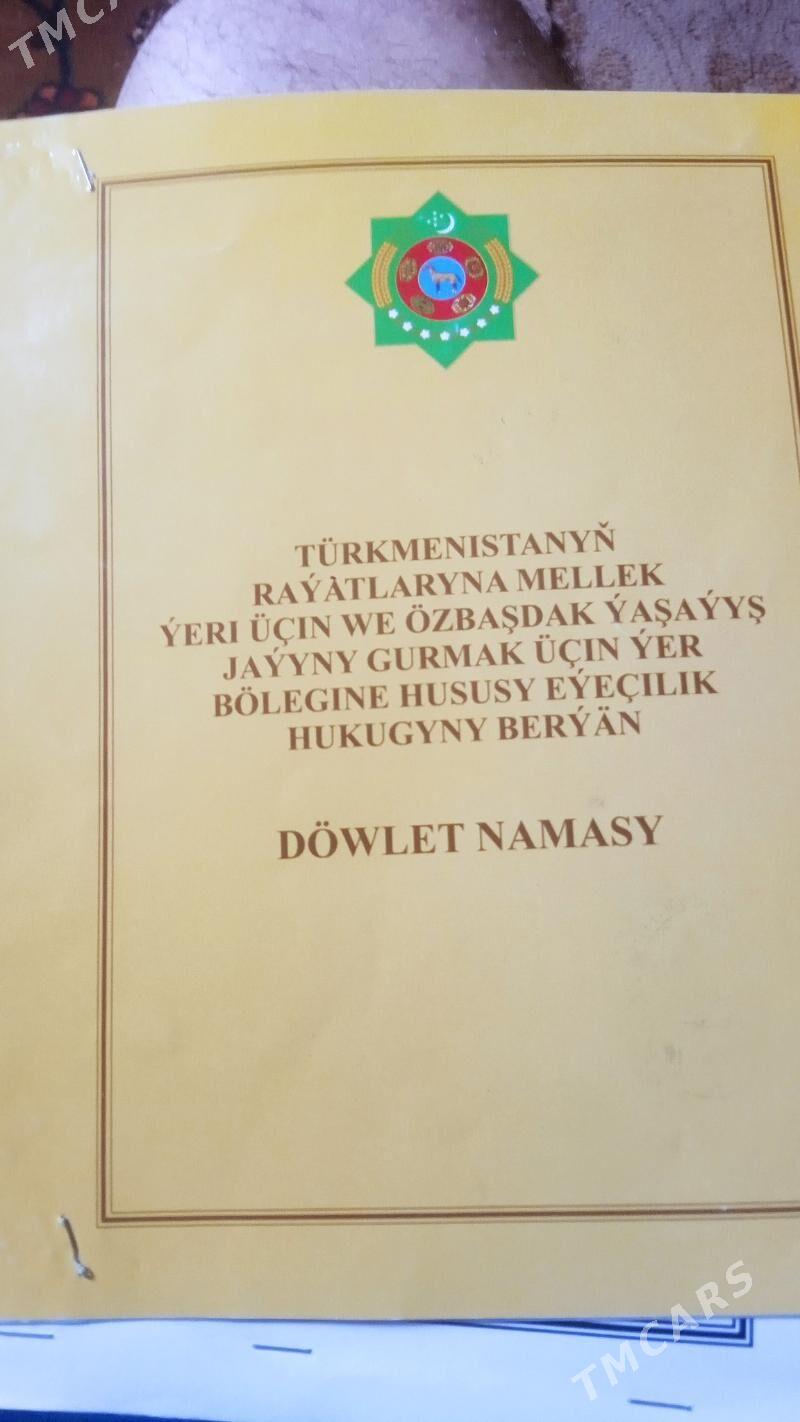 TMCARS
TÜRKMENISTANYŇ
RAÝATLARYNA MELLEK
ÝERI ÜÇIN WE ÖZBAŞDAK ÝAŞAÝYŞ
JAÝYNY GURMAK ÜÇIN ÝER
BÖLEGINE HUSUSY EÝEÇILIK
HUKUGYNY BERÝÄN
DÖWLET NAMASY
TMCARS